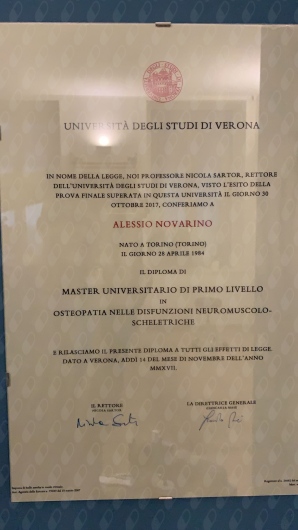 UNIVERSITÀ DEGLI STUDI DI VERONA
IN NOME DELLA LEGGE, NOI PROFESSORE NICOLA SARTOR, RETTORE
DELL'UNIVERSITÀ DEGLI STUDI DI VERONA, VISTO L'ESITO DELLA
PROVA FINALE SUPERATA IN QUESTA UNIVERSITÀ IL GIORNO 30
OTTOBRE 2017, CONFERIAMO A
ALESSIO NOVARINO
NATO A TORINO (TORINO)
IL GIORNO 28 APRILE 1984
IL DIPLOMA DI
MASTER UNIVERSITARIO DI PRIMO LIVELLO
IN
OSTEOPATIA NELLE DISFUNZIONI NEUROMUSCOLO-
SCHELETRICHE
E RILASCIAMO IL PRESENTE DIPLOMA A TUTTI GLI EFFETTI DI LEGGE.
DATO A VERONA, ADDÌ 14 DEL MESE DI NOVEMBRE DELL'ANNO
MMXVII.
IL RETTORE
LA DIRETTRICE GENERALE